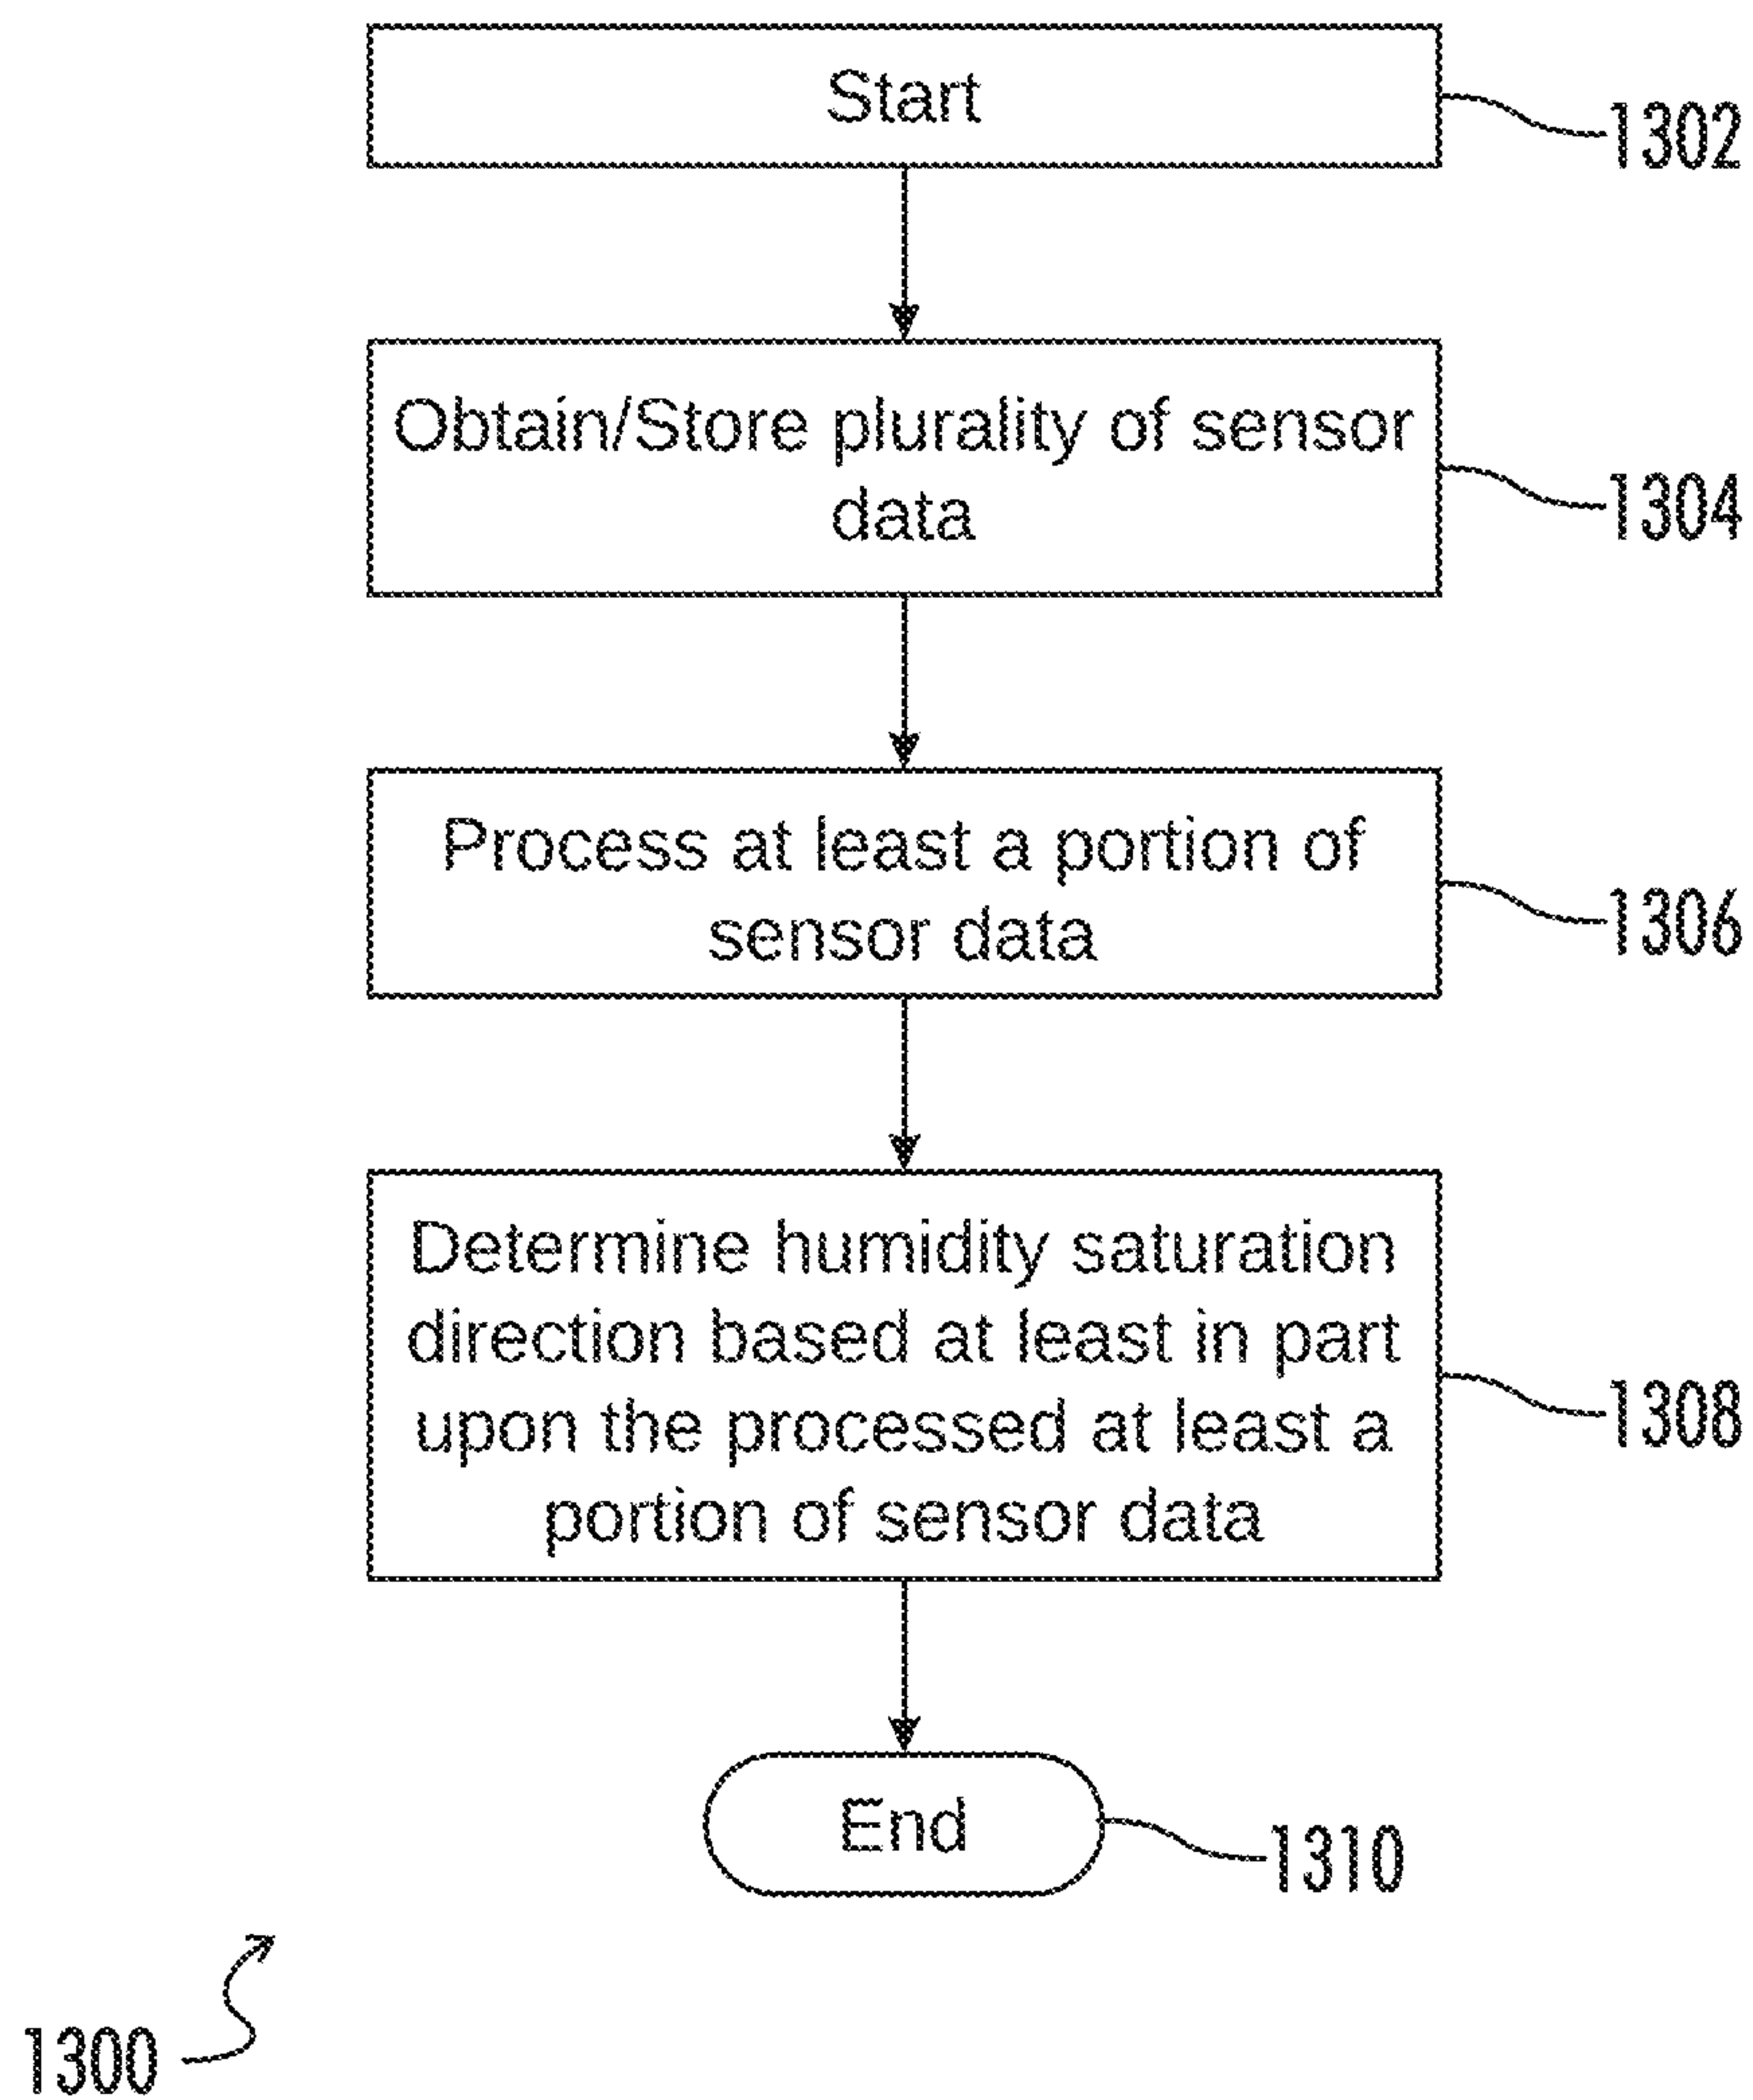 Start
1302
Obtain/Store plurality of sensor
data
1304
Process at least a portion of
sensor data
1306
Determine humidity saturation
direction based at least in part
upon the processed at least a
portion of sensor data
1308
End
1310
1300